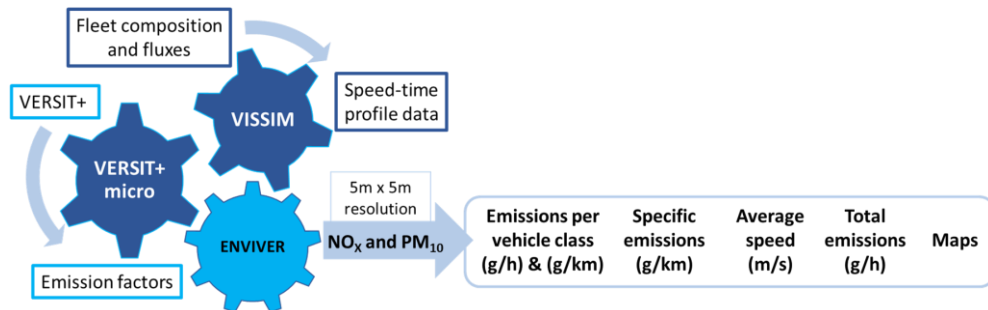 Fleet composition
and fluxes
VISSIM
Speed-time
profile data
VERSIT+
VERSIT+
micro
Emission factors
ENVIVER
5m x 5m
resolution
NOX and PM10
Emissions per
vehicle class
(g/h) & (g/km)
Specific
emissions
(g/km)
Average
speed
(m/s)
Total
emissions
(g/h)
Maps